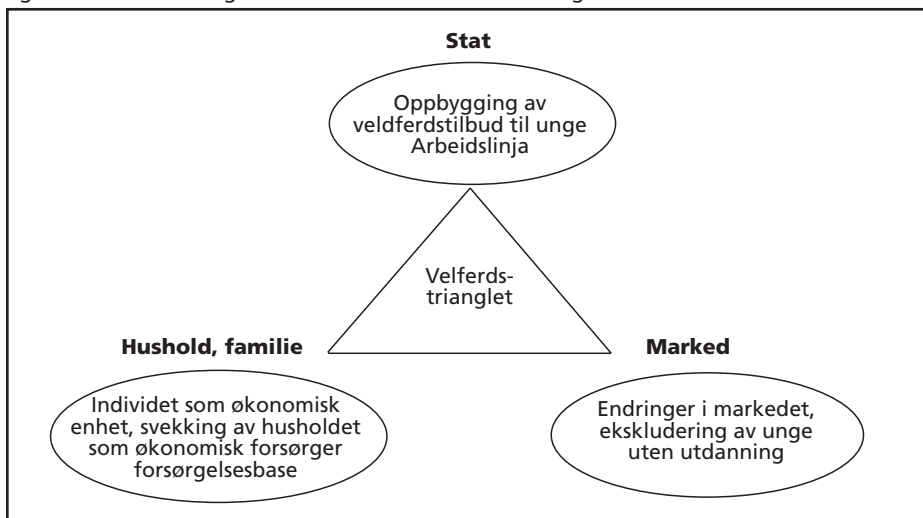 Stat
Oppbygging av
veldferdstilbud til unge
Arbeidslinja
Velferds-
trianglet
Hushold, familie
Individet som økonomisk
enhet, svekking av husholdet
som økonomisk forsørger
forsørgelsesbase
Marked
Endringer i markedet,
ekskludering av unge
uten utdanning